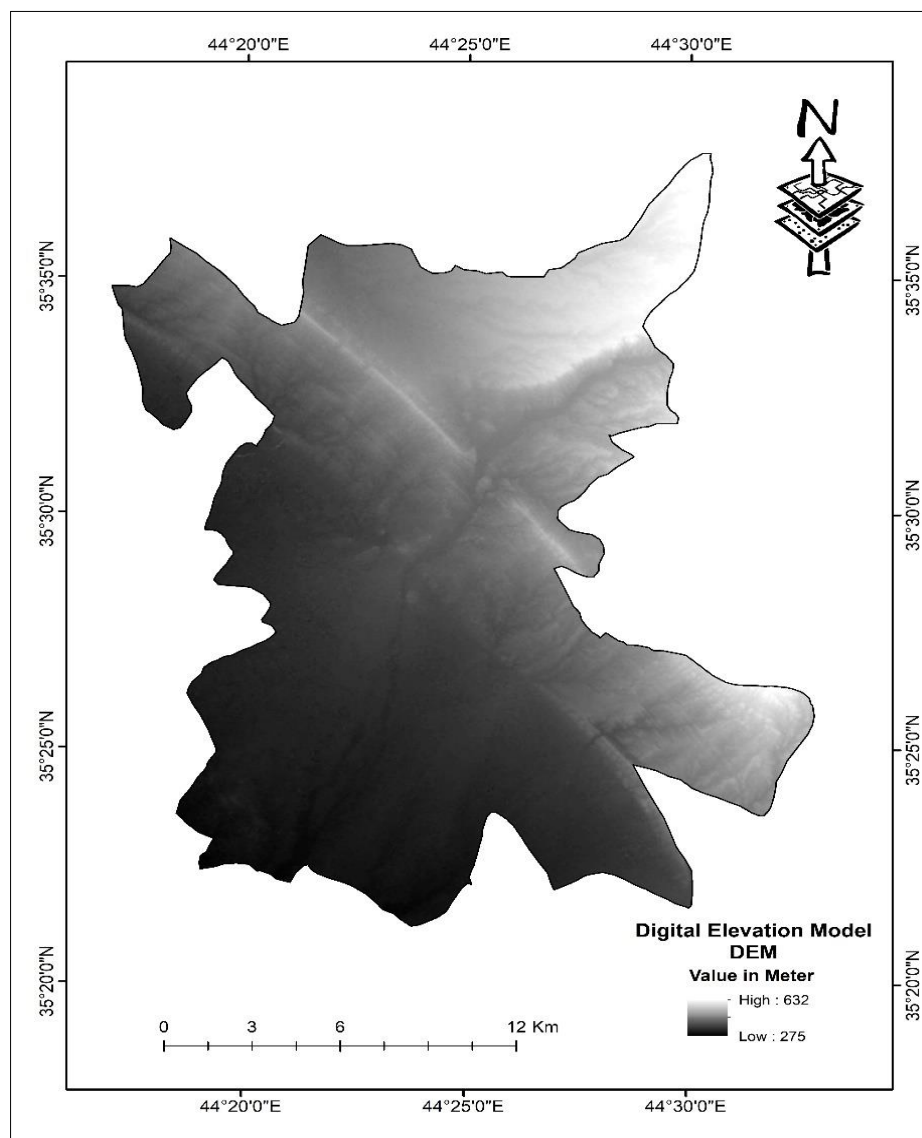 44°20'0"E 44°25'0"E 44°30'0"E
N
35°35'0"N 35°35'0"N
35°30'0"N 35°30'0"N
35°25'0"N 35°25'0"N
35°20'0"N 35°20'0"N
Digital Elevation Model
DEM
Value in Meter
High : 632
Low : 275
0 3 6 12 Km
44°20'0"E 44°25'0"E 44°30'0"E